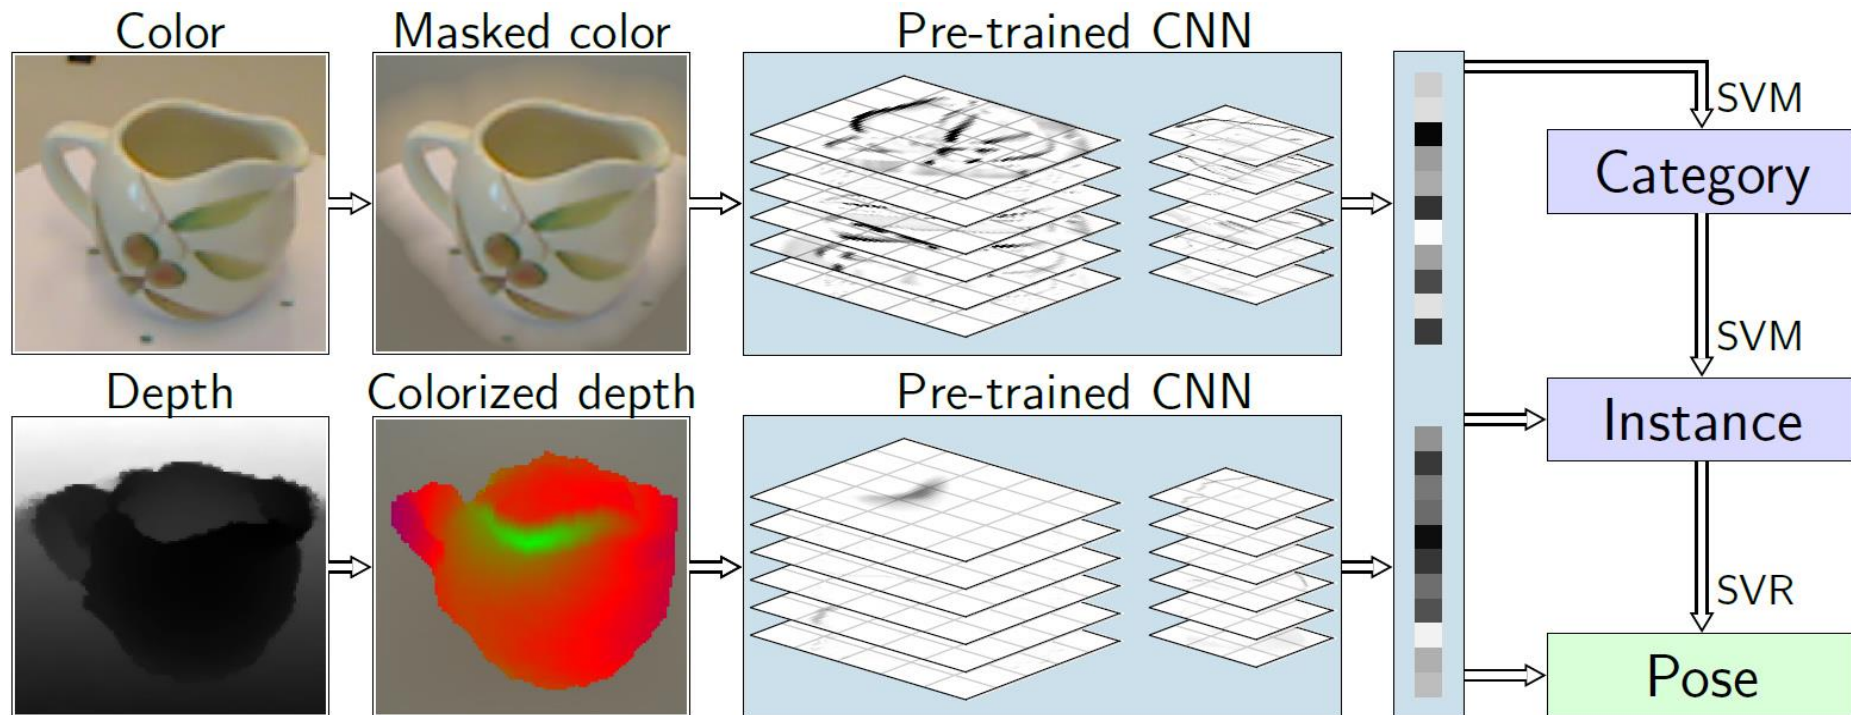 Color
Masked color
Pre-trained CNN
SVM
Category
SVM
Depth
Colorized depth
Pre-trained CNN
Instance
SVR
Pose